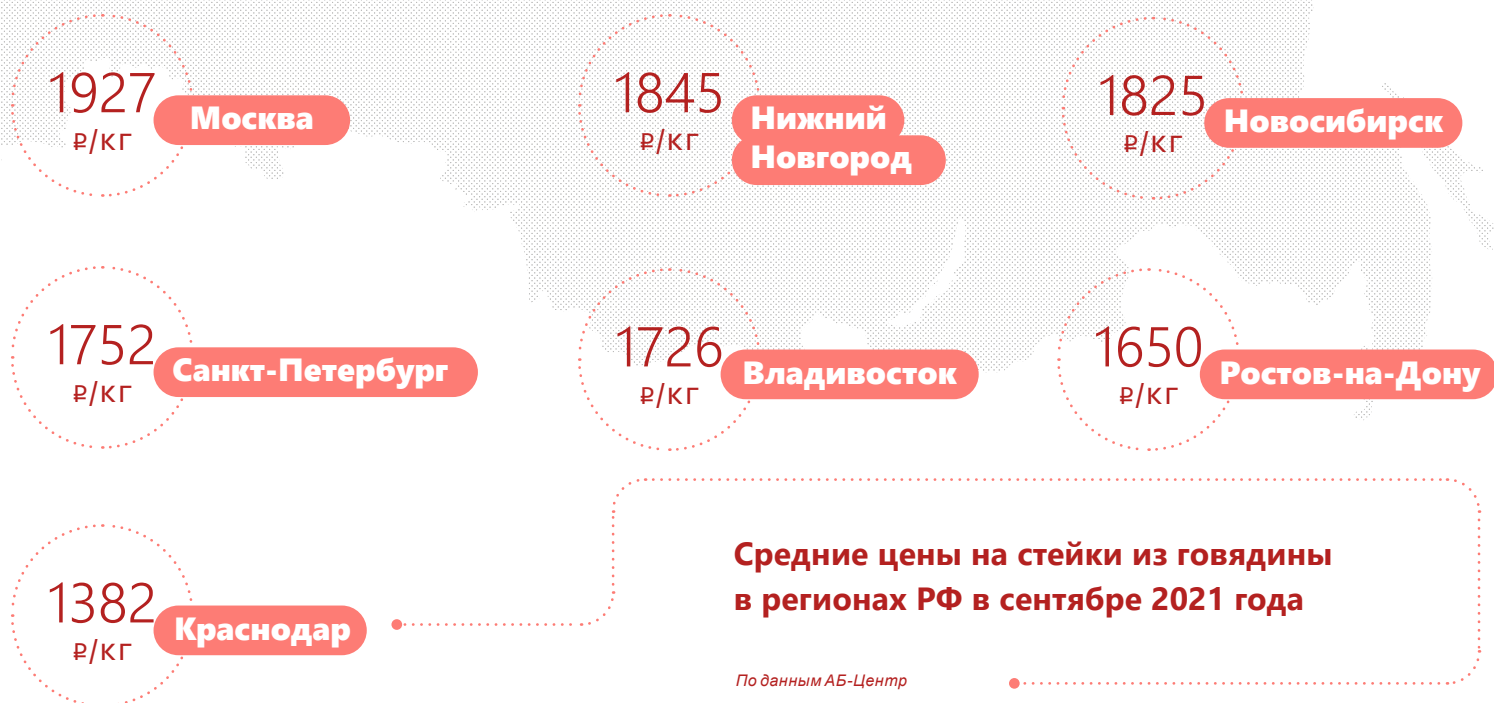 1927
₽/кг
Москва
1845
₽/кг
Нижний
Новгород
1825
₽/кг
Новосибирск
1752
₽/кг
Санкт-Петербург
1726
₽/кг
Владивосток
1650
₽/кг
Ростов-на-Дону
1382
₽/кг
Краснодар
Средние цены на стейки из говядины
в регионах РФ в сентябре 2021 года
По данным АБ-Центр